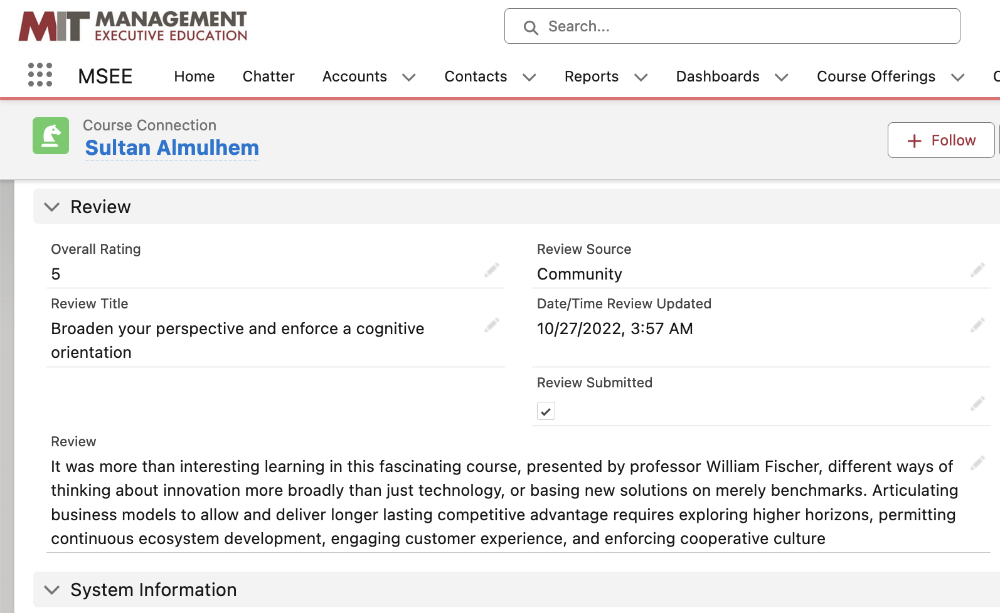 MIT MANAGEMENT
EXECUTIVE EDUCATION
Search...
MSEE Home Chatter Accounts Contacts Reports Dashboards Course Offerings
Course Connection
Sultan Almulhem
Follow
Review
Overall Rating
5
Review Source
Community
Review Title
Broaden your perspective and enforce a cognitive
orientation
Date/Time Review Updated
10/27/2022, 3:57 AM
Review Submitted
Review
It was more than interesting learning in this fascinating course, presented by professor William Fischer, different ways of
thinking about innovation more broadly than just technology, or basing new solutions on merely benchmarks. Articulating
business models to allow and deliver longer lasting competitive advantage requires exploring higher horizons, permitting
continuous ecosystem development, engaging customer experience, and enforcing cooperative culture
System Information